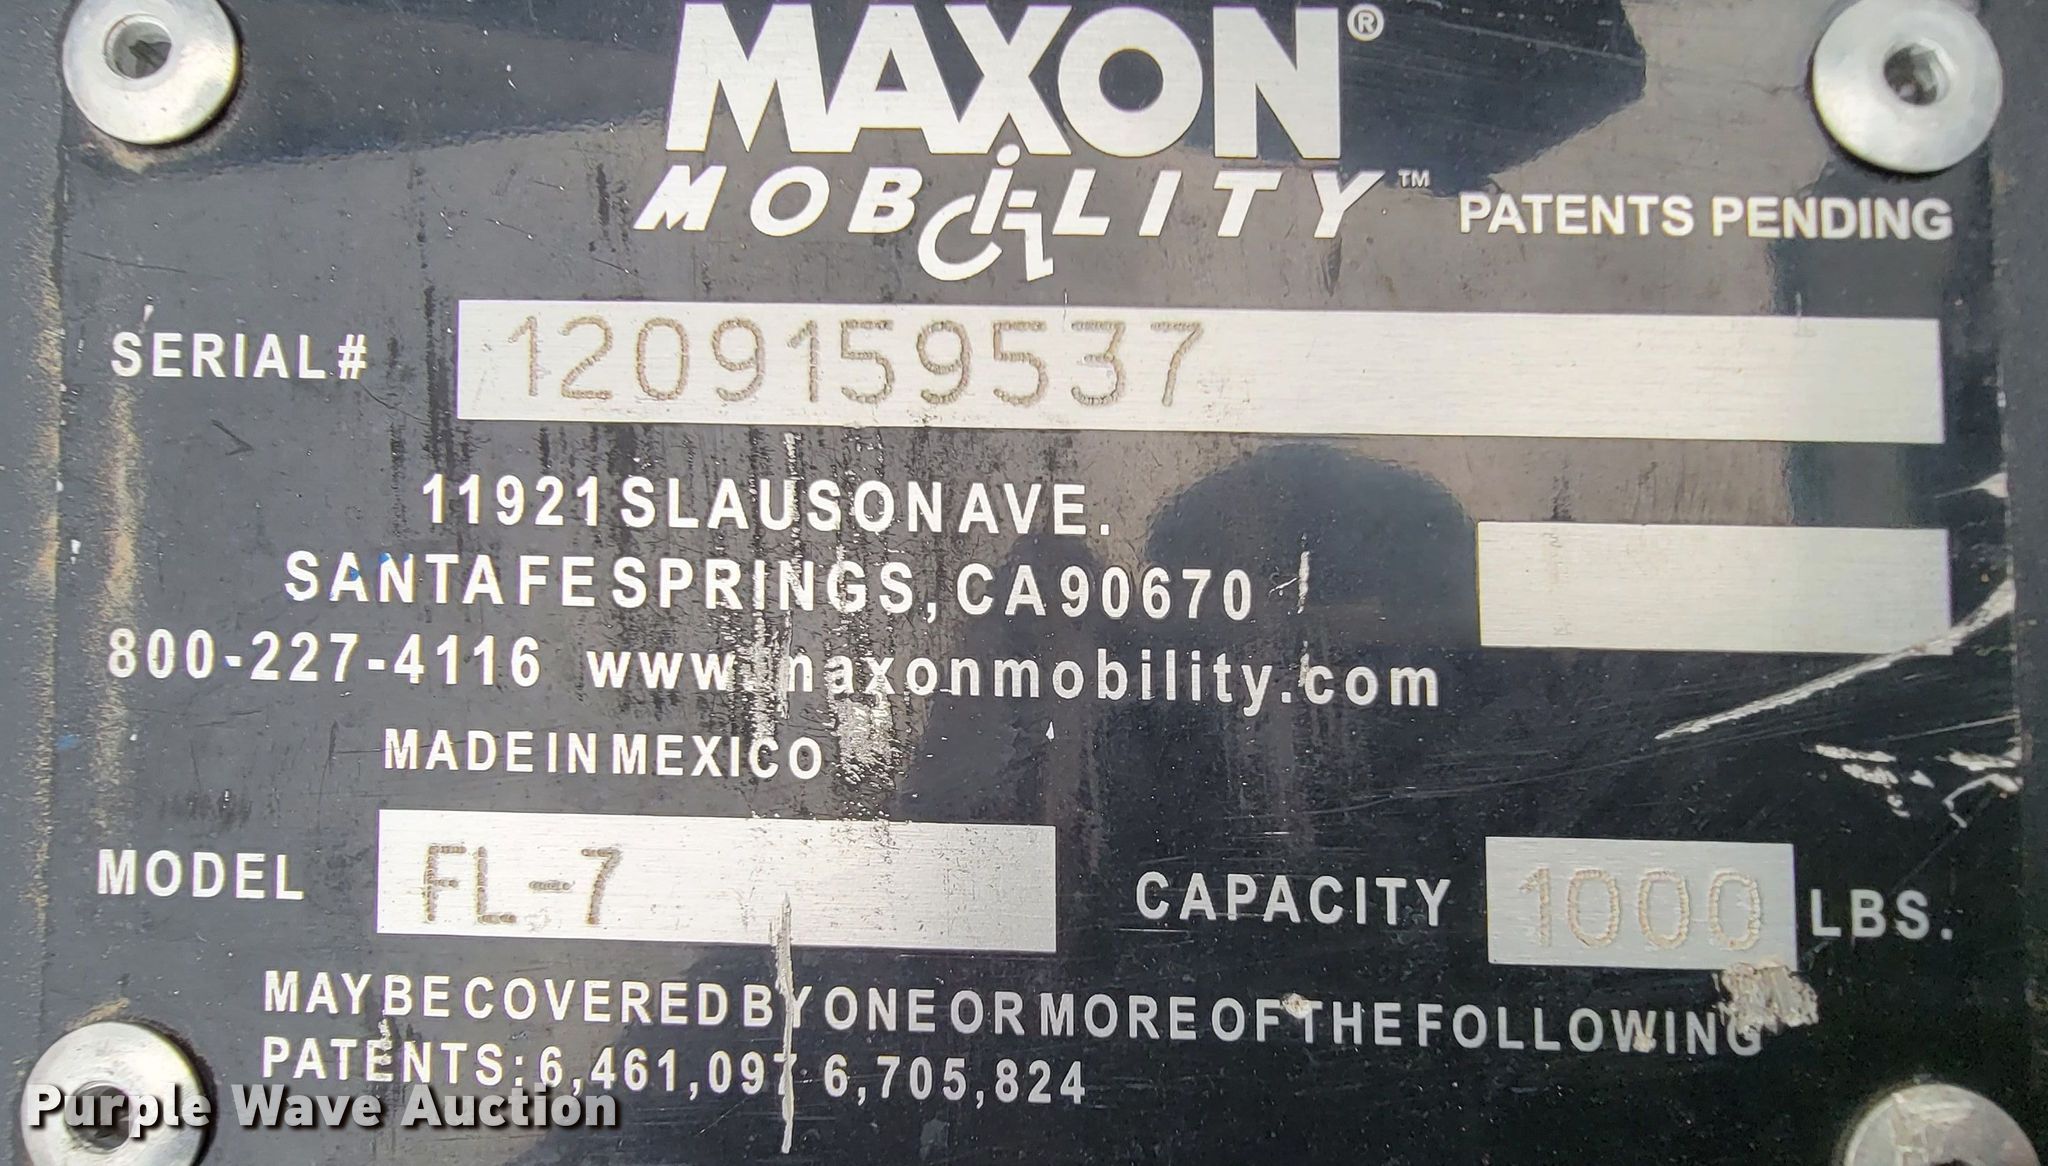 MAXON®
MOBILITY™ PATENTS PENDING
SERIAL# 1209159537
11921 SLAUSON AVE.
SANTA FE SPRINGS, CA 90670
800-227-4116 www.maxonmobility.com
MADE IN MEXICO
MODEL FL-7 CAPACITY 1000 LBS.
MAY BE COVERED BY ONE OR MORE OF THE FOLLOWING
PATENTS: 6,461,097 6,705,824
Purple Wave Auction